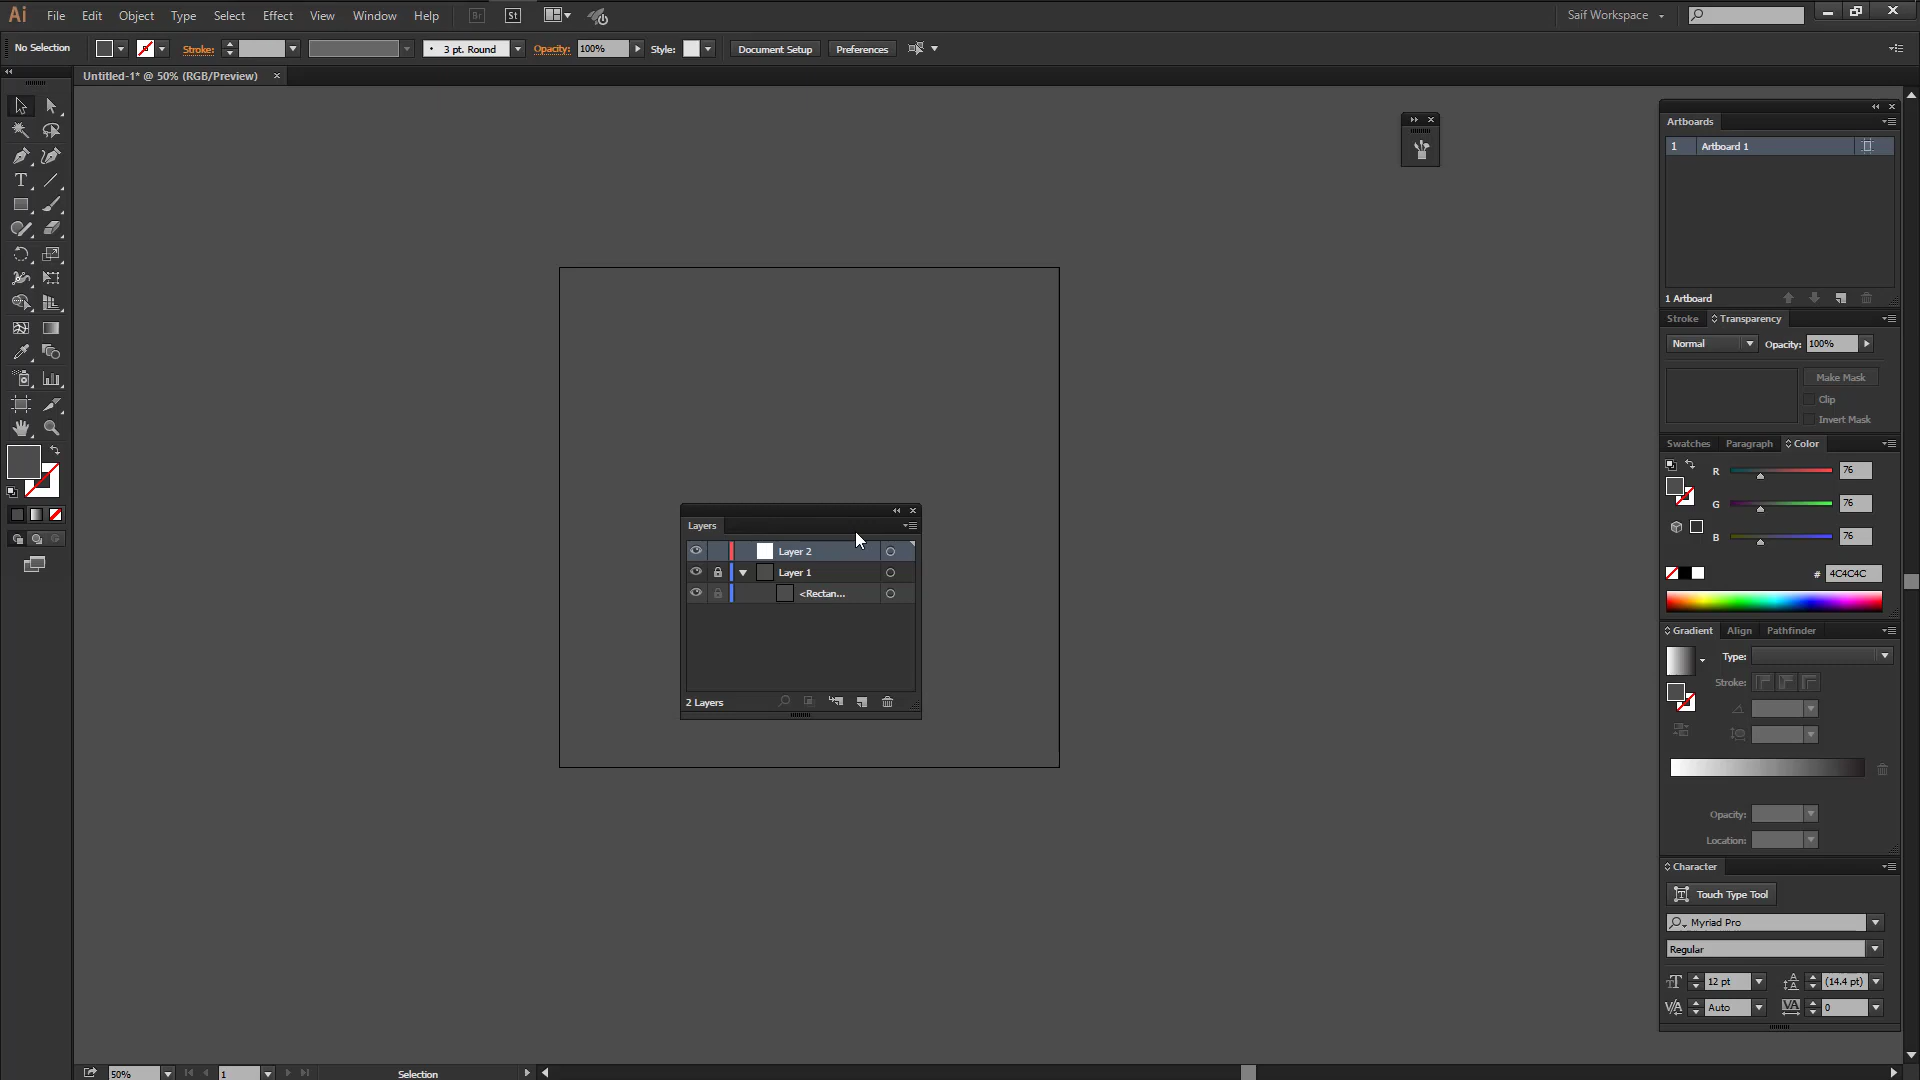 Ai File Edit Object Type Select Effect View Window Help Br St Saif Workspace
No Selection Stroke: 3 pt. Round Opacity: 100% Style: Document Setup Preferences
Untitled-1* @ 50% (RGB/Preview) ×
Artboards
1 Artboard 1
1 Artboard
Stroke Transparency
Normal Opacity: 100%
Make Mask
Clip
Invert Mask
Swatches Paragraph Color
R 76
G 76
B 76
# 4C4C4C
Layers
Layer 2
Layer 1
<Rectan...
2 Layers
Gradient Align Pathfinder
Type:
Stroke:
Opacity:
Location:
Character
Touch Type Tool
Myriad Pro
Regular
12 pt (14.4 pt)
Auto 0
50% 1 Selection